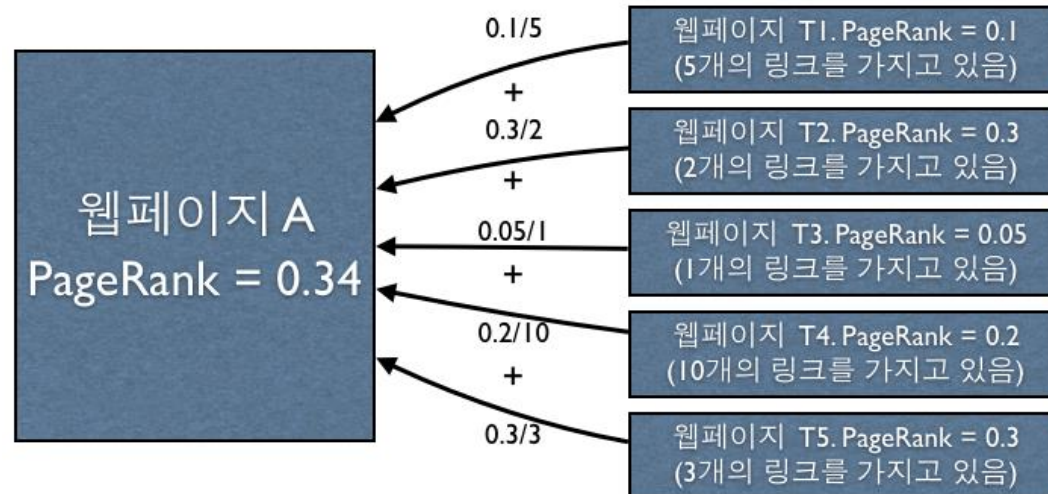 웹페이지 A
PageRank = 0.34
0.1/5
+
0.3/2
+
0.05/1
+
0.2/10
+
0.3/3
웹페이지 T1. PageRank = 0.1
(5개의 링크를 가지고 있음)
웹페이지 T2. PageRank = 0.3
(2개의 링크를 가지고 있음)
웹페이지 T3. PageRank = 0.05
(1개의 링크를 가지고 있음)
웹페이지 T4. PageRank = 0.2
(10개의 링크를 가지고 있음)
웹페이지 T5. PageRank = 0.3
(3개의 링크를 가지고 있음)